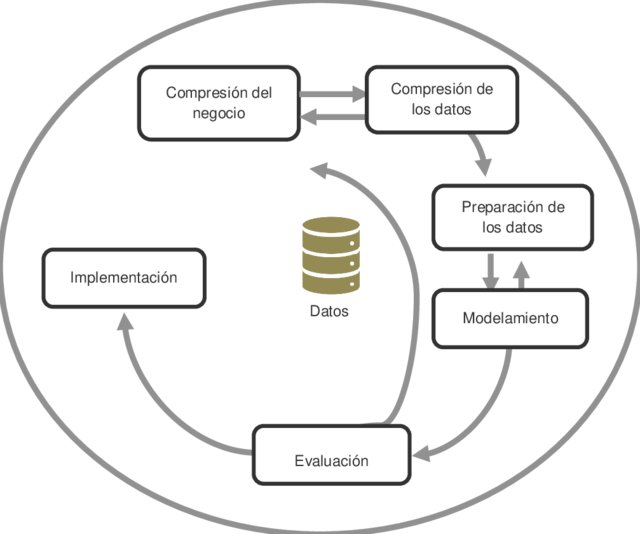 Compresión del
negocio
Compresión de
los datos
Preparación de
los datos
Implementación
Datos
Modelamiento
Evaluación